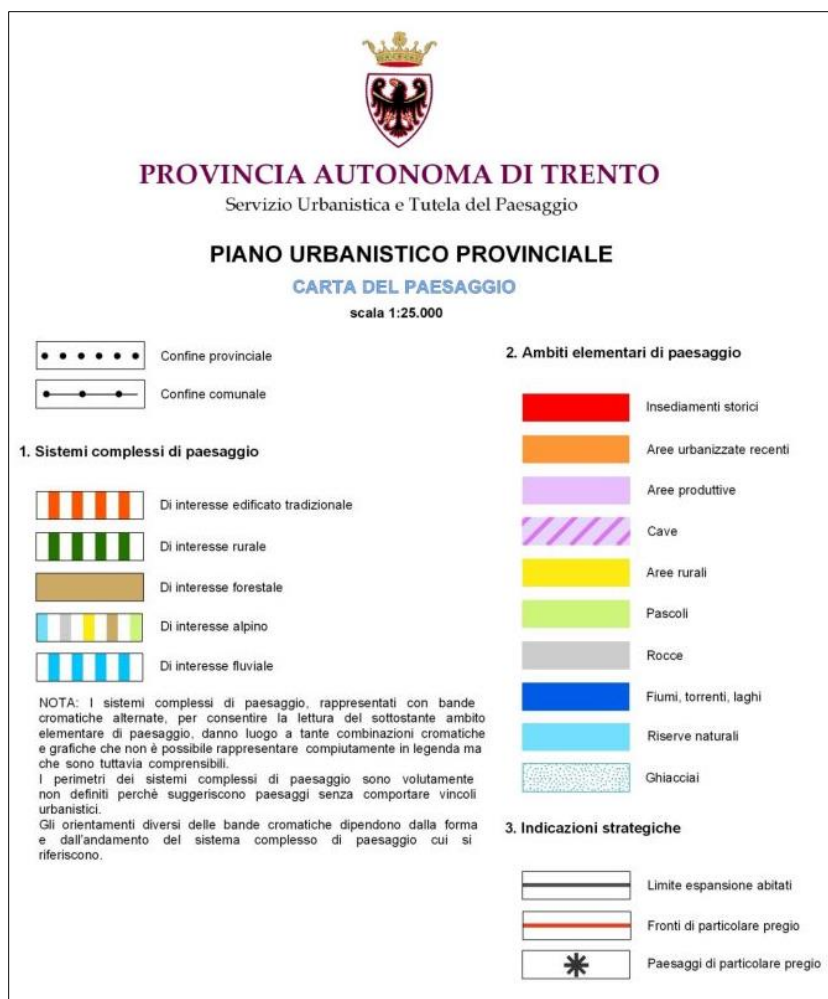 PROVINCIA AUTONOMA DI TRENTO
Servizio Urbanistica e Tutela del Paesaggio
PIANO URBANISTICO PROVINCIALE
CARTA DEL PAESAGGIO
scala 1:25.000
Confine provinciale
Confine comunale
1. Sistemi complessi di paesaggio
Di interesse edificato tradizionale
Di interesse rurale
Di interesse forestale
Di interesse alpino
Di interesse fluviale
NOTA: I sistemi complessi di paesaggio, rappresentati con bande
cromatiche alternate, per consentire la lettura del sottostante ambito
elementare di paesaggio, danno luogo a tante combinazioni cromatiche
e grafiche che non è possibile rappresentare compiutamente in legenda ma
che sono tuttavia comprensibili.
I perimetri dei sistemi complessi di paesaggio sono volutamente
non definiti perchè suggeriscono paesaggi senza comportare vincoli
urbanistici.
Gli orientamenti diversi delle bande cromatiche dipendono dalla forma
e dall'andamento del sistema complesso di paesaggio cui si
riferiscono.
2. Ambiti elementari di paesaggio
Insediamenti storici
Aree urbanizzate recenti
Aree produttive
Cave
Aree rurali
Pascoli
Rocce
Fiumi, torrenti, laghi
Riserve naturali
Ghiacciai
3. Indicazioni strategiche
Limite espansione abitati
Fronti di particolare pregio
Paesaggi di particolare pregio